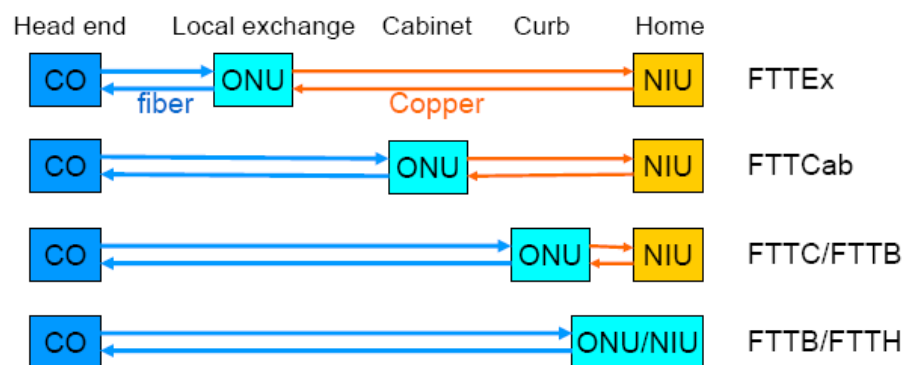 Head end Local exchange Cabinet Curb Home
CO ONU NIU FTTEx
fiber Copper
CO ONU NIU FTTCab
CO ONU NIU FTTC/FTTB
CO ONU/NIU FTTB/FTTH